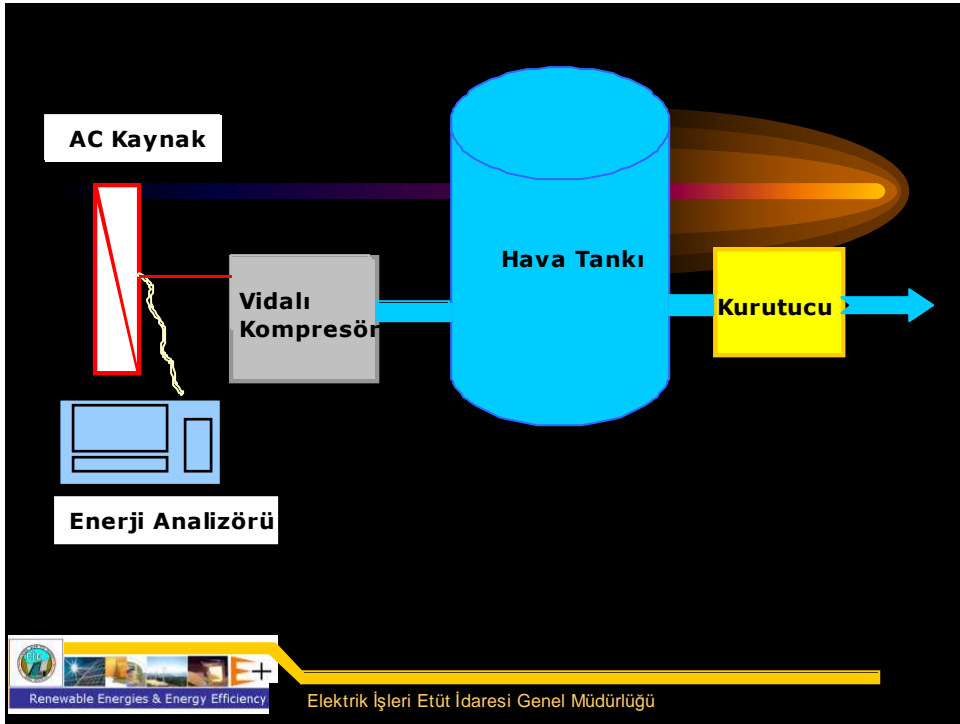 AC Kaynak
Hava Tankı
Vidalı
Kompresör
Kurutucu
Enerji Analizörü
E+
Renewable Energies & Energy Efficiency
Elektrik İşleri Etüt İdaresi Genel Müdürlüğü